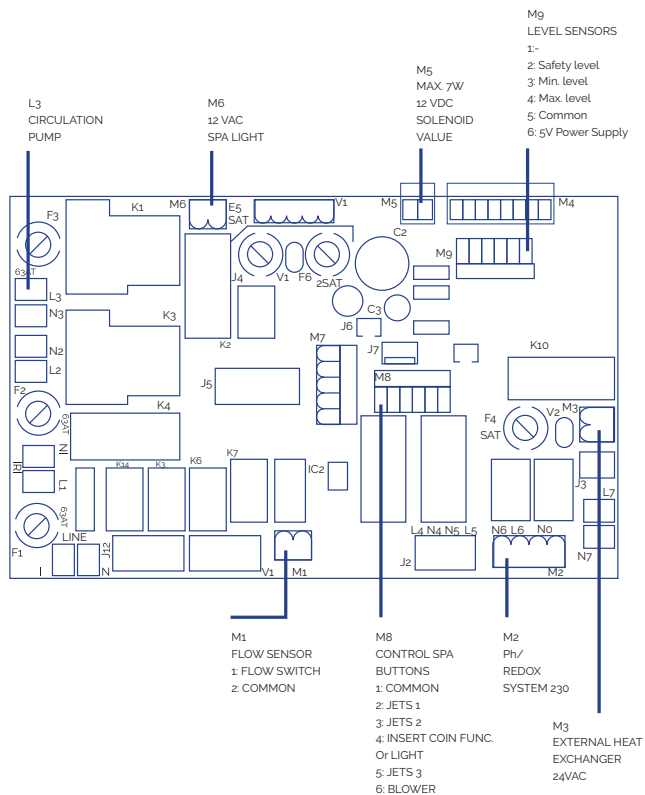 M9
LEVEL SENSORS
1:-
2: Safety level
3: Min. level
4: Max. level
5: Common
6: 5V Power Supply
M5
MAX. 7W
12 VDC
SOLENOID
VALUE
L3
CIRCULATION
PUMP
M6
12 VAC
SPA LIGHT
K1
M6
E5
SAT
V1
M5
M4
F3
C2
M9
63AT
J4
V1
F6
2SAT
L3
C3
N3
K3
J6
K2
M7
J7
K10
N2
L2
M8
J5
F2
K4
63AT
F4
SAT
V2
M3
NI
K14
K3
K6
K7
IC2
IRI
L1
J3
L7
63AT
F1
LINE
J12
L4 N4 N5 L5
N6 L6
N0
J2
N7
I
N
V1
M1
M2
M1
FLOW SENSOR
1: FLOW SWITCH
2: COMMON
M8
CONTROL SPA
BUTTONS
1: COMMON
2: JETS 1
3: JETS 2
4: INSERT COIN FUNC.
Or LIGHT
5: JETS 3
6: BLOWER
M2
Ph/
REDOX
SYSTEM 230
M3
EXTERNAL HEAT
EXCHANGER
24VAC